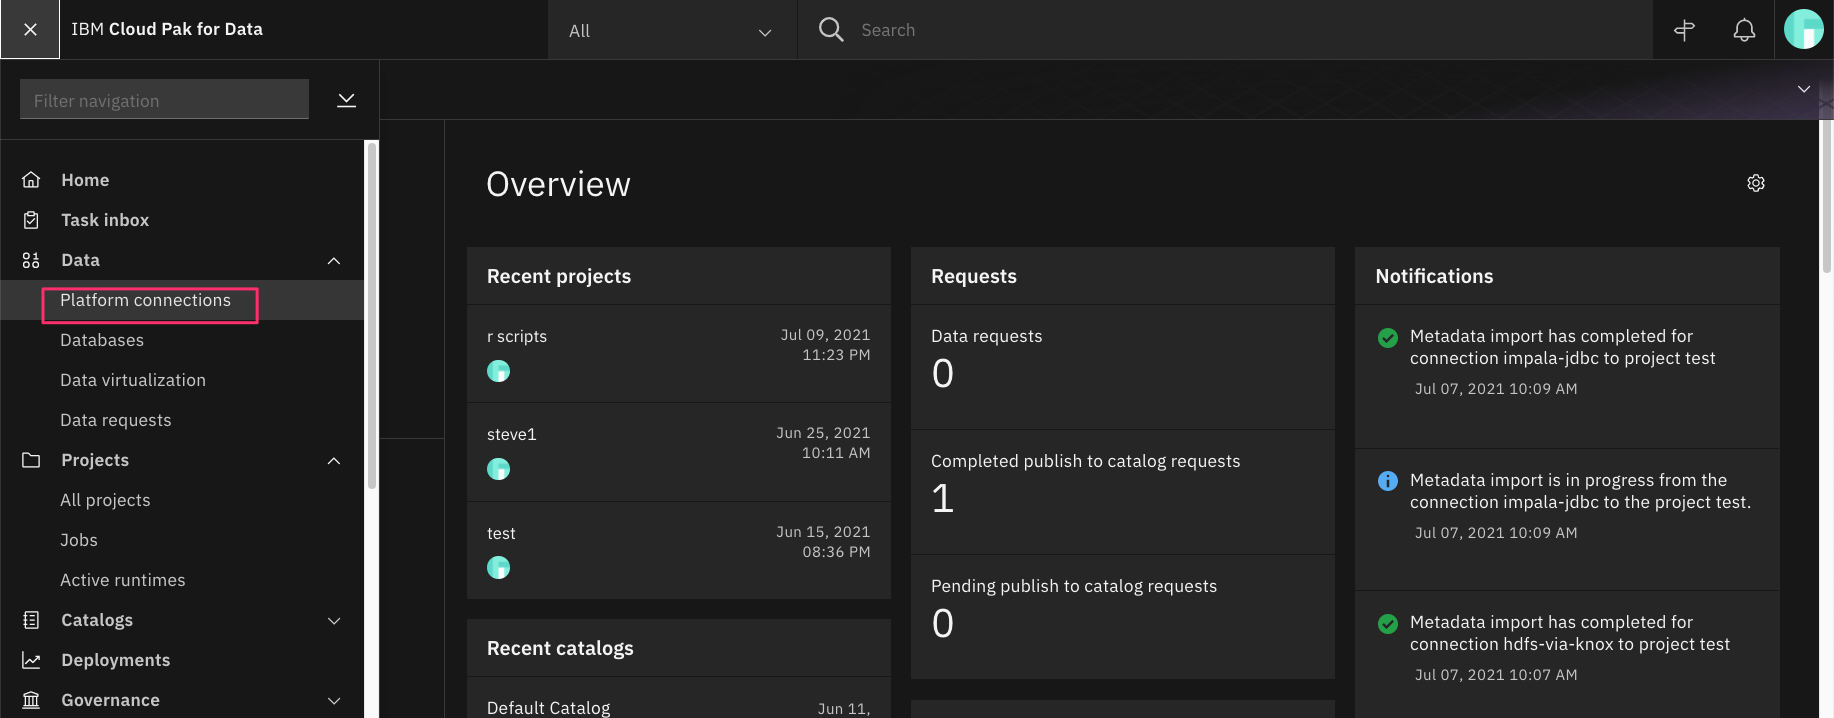 IBM Cloud Pak for Data
All
Search
Filter navigation
Home
Task inbox
Data
Platform connections
Databases
Data virtualization
Data requests
Projects
All projects
Jobs
Active runtimes
Catalogs
Deployments
Governance
Overview
Recent projects
r scripts
Jul 09, 2021
11:23 PM
steve1
Jun 25, 2021
10:11 AM
test
Jun 15, 2021
08:36 PM
Recent catalogs
Default Catalog
Jun 11,
Requests
Data requests
0
Completed publish to catalog requests
1
Pending publish to catalog requests
0
Notifications
Metadata import has completed for
connection impala-jdbc to project test
Jul 07, 2021 10:09 AM
Metadata import is in progress from the
connection impala-jdbc to the project test.
Jul 07, 2021 10:09 AM
Metadata import has completed for
connection hdfs-via-knox to project test
Jul 07, 2021 10:07 AM